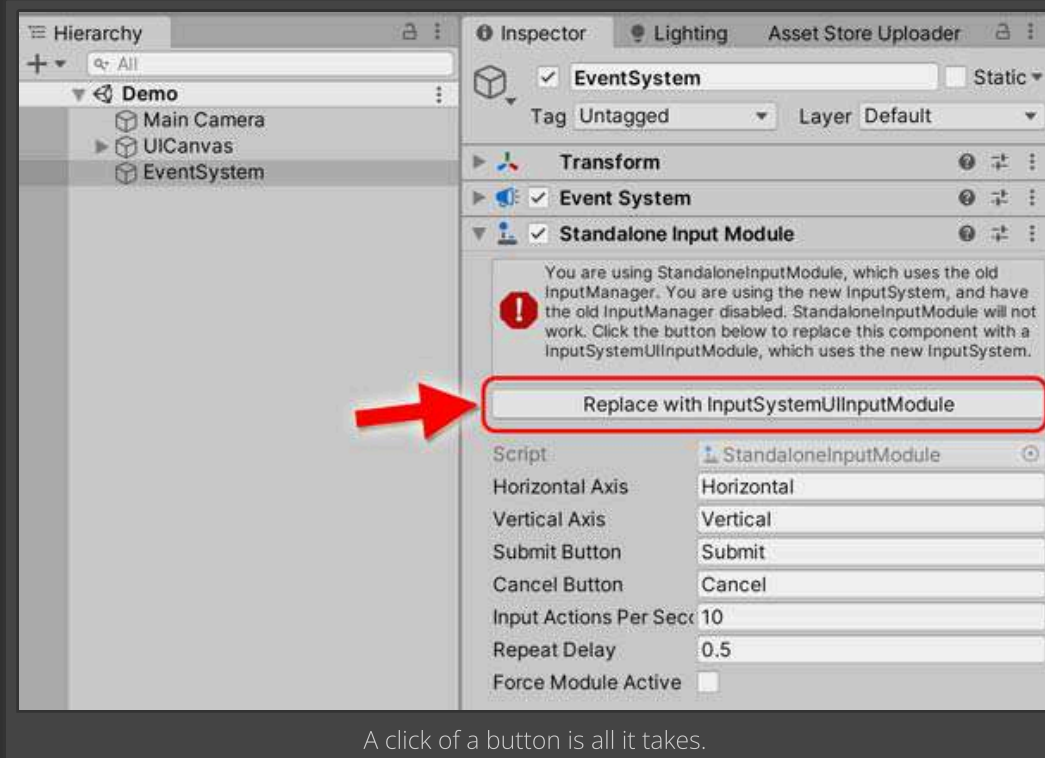 Hierarchy
All
Demo
Main Camera
UICanvas
EventSystem
Inspector
Lighting
Asset Store Uploader
EventSystem
Static
Tag Untagged
Layer Default
Transform
Event System
Standalone Input Module
You are using StandaloneInputModule, which uses the old
InputManager. You are using the new InputSystem, and have
the old InputManager disabled. StandaloneInputModule will not
work. Click the button below to replace this component with a
InputSystemUIInputModule, which uses the new InputSystem.
Replace with InputSystemUIInputModule
Script StandaloneInputModule
Horizontal Axis Horizontal
Vertical Axis Vertical
Submit Button Submit
Cancel Button Cancel
Input Actions Per Sec 10
Repeat Delay 0.5
Force Module Active
A click of a button is all it takes.